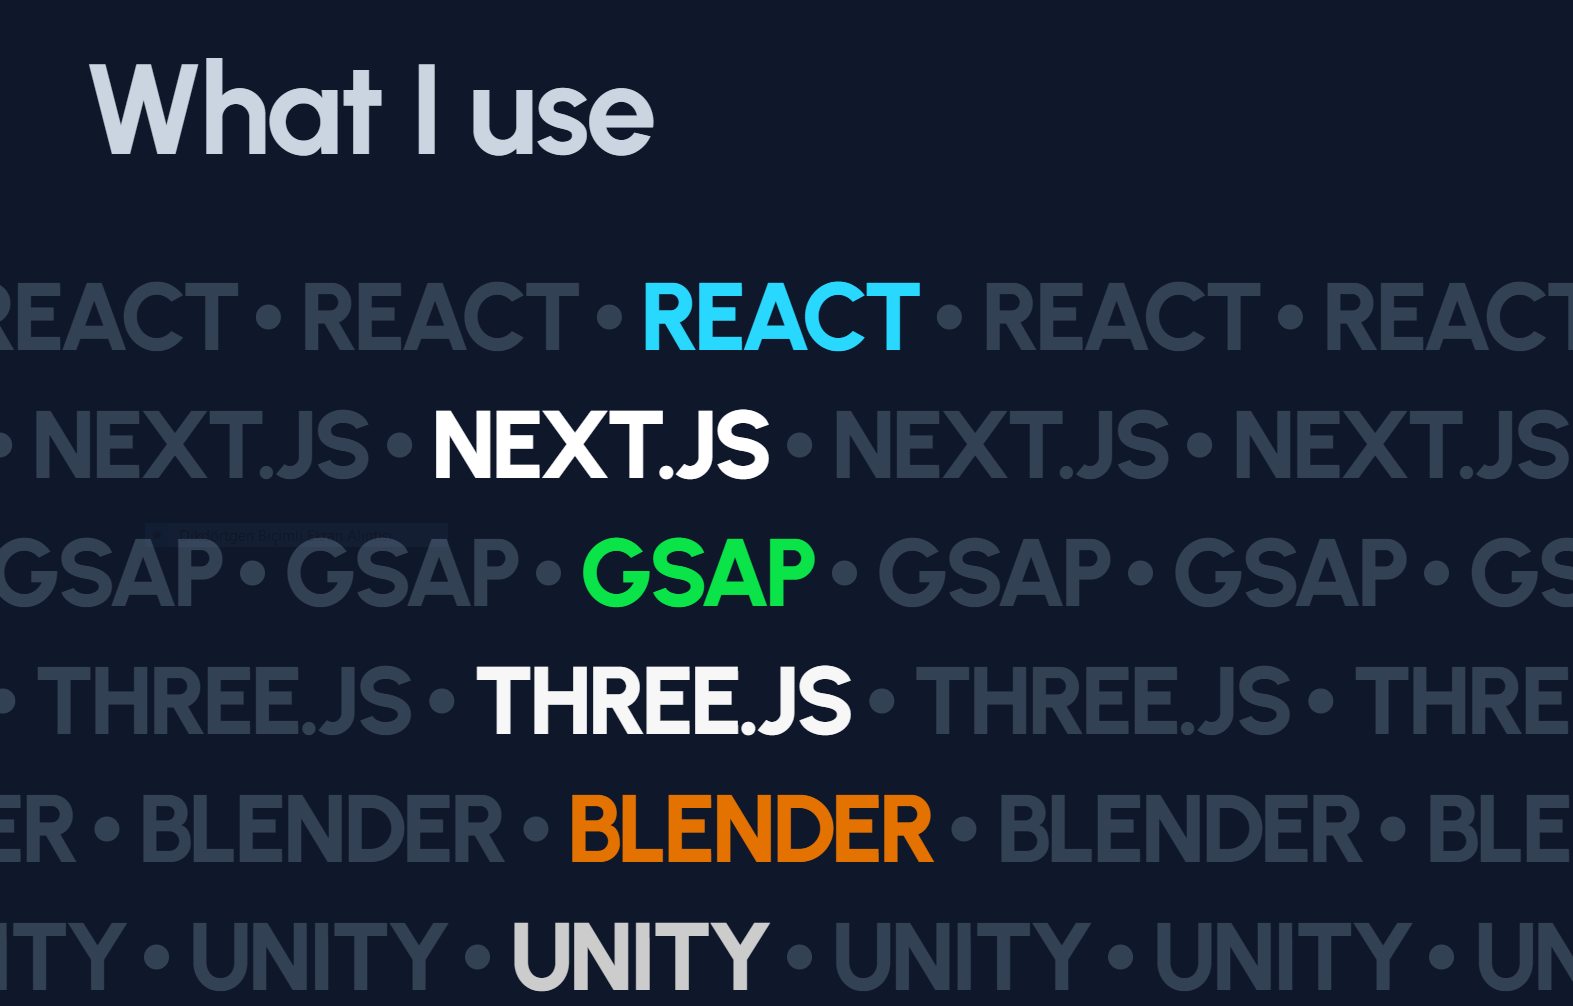 What I use
REACT • REACT • REACT • REACT • REACT
• NEXT.JS • NEXT.JS • NEXT.JS • NEXT.JS
GSAP • GSAP • GSAP • GSAP • GSAP • GS
• THREE.JS • THREE.JS • THREE.JS • THRE
ER • BLENDER • BLENDER • BLENDER • BLE
ITY • UNITY • UNITY • UNITY • UNITY • UN